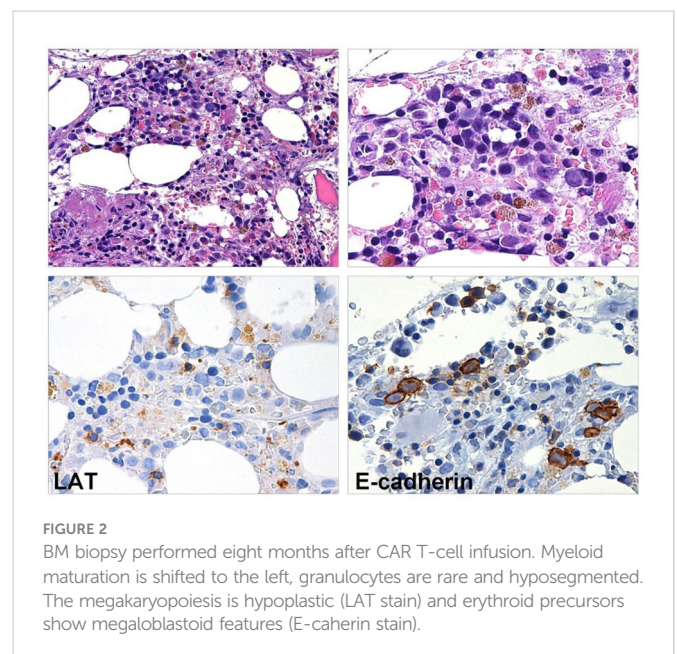 LAT
E-cadherin
FIGURE 2
BM biopsy performed eight months after CAR T-cell infusion. Myeloid
maturation is shifted to the left, granulocytes are rare and hyposegmented.
The megakaryopoiesis is hypoplastic (LAT stain) and erythroid precursors
show megaloblastoid features (E-caherin stain).